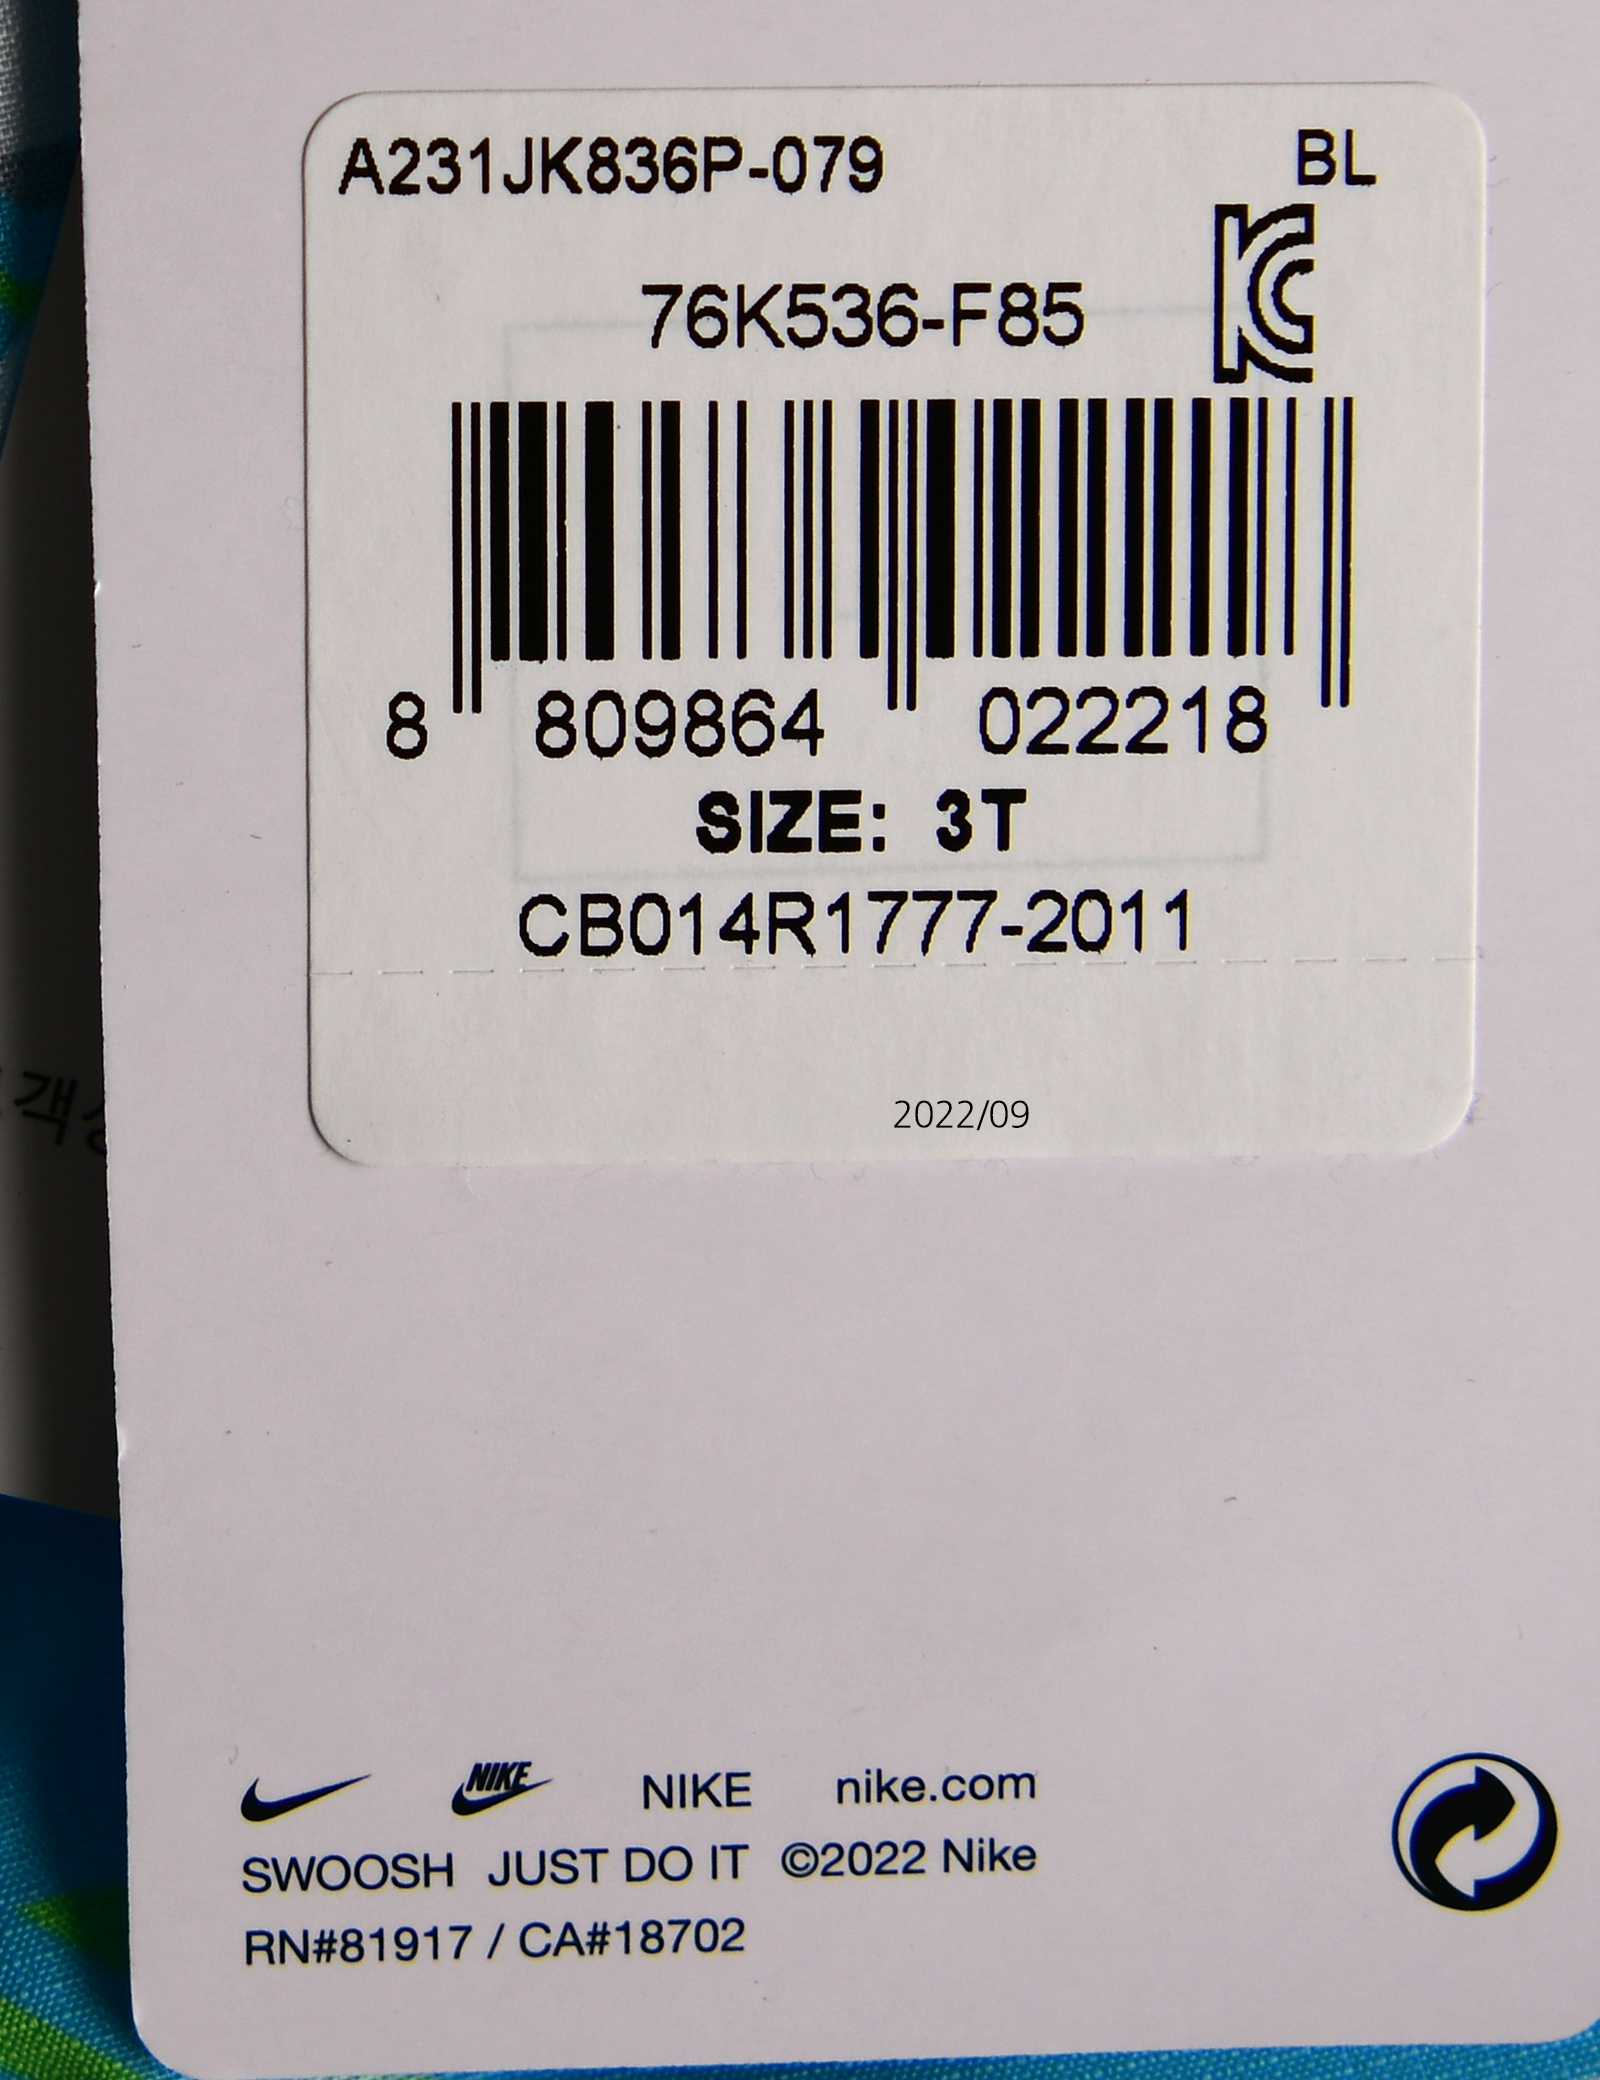 A231JK836P-079 BL
76K536-F85
8 809864 022218
SIZE: 3T
CB014R1777-2011
2022/09
객
NIKE NIKE nike.com
SWOOSH JUST DO IT ©2022 Nike
RN#81917 / CA#18702